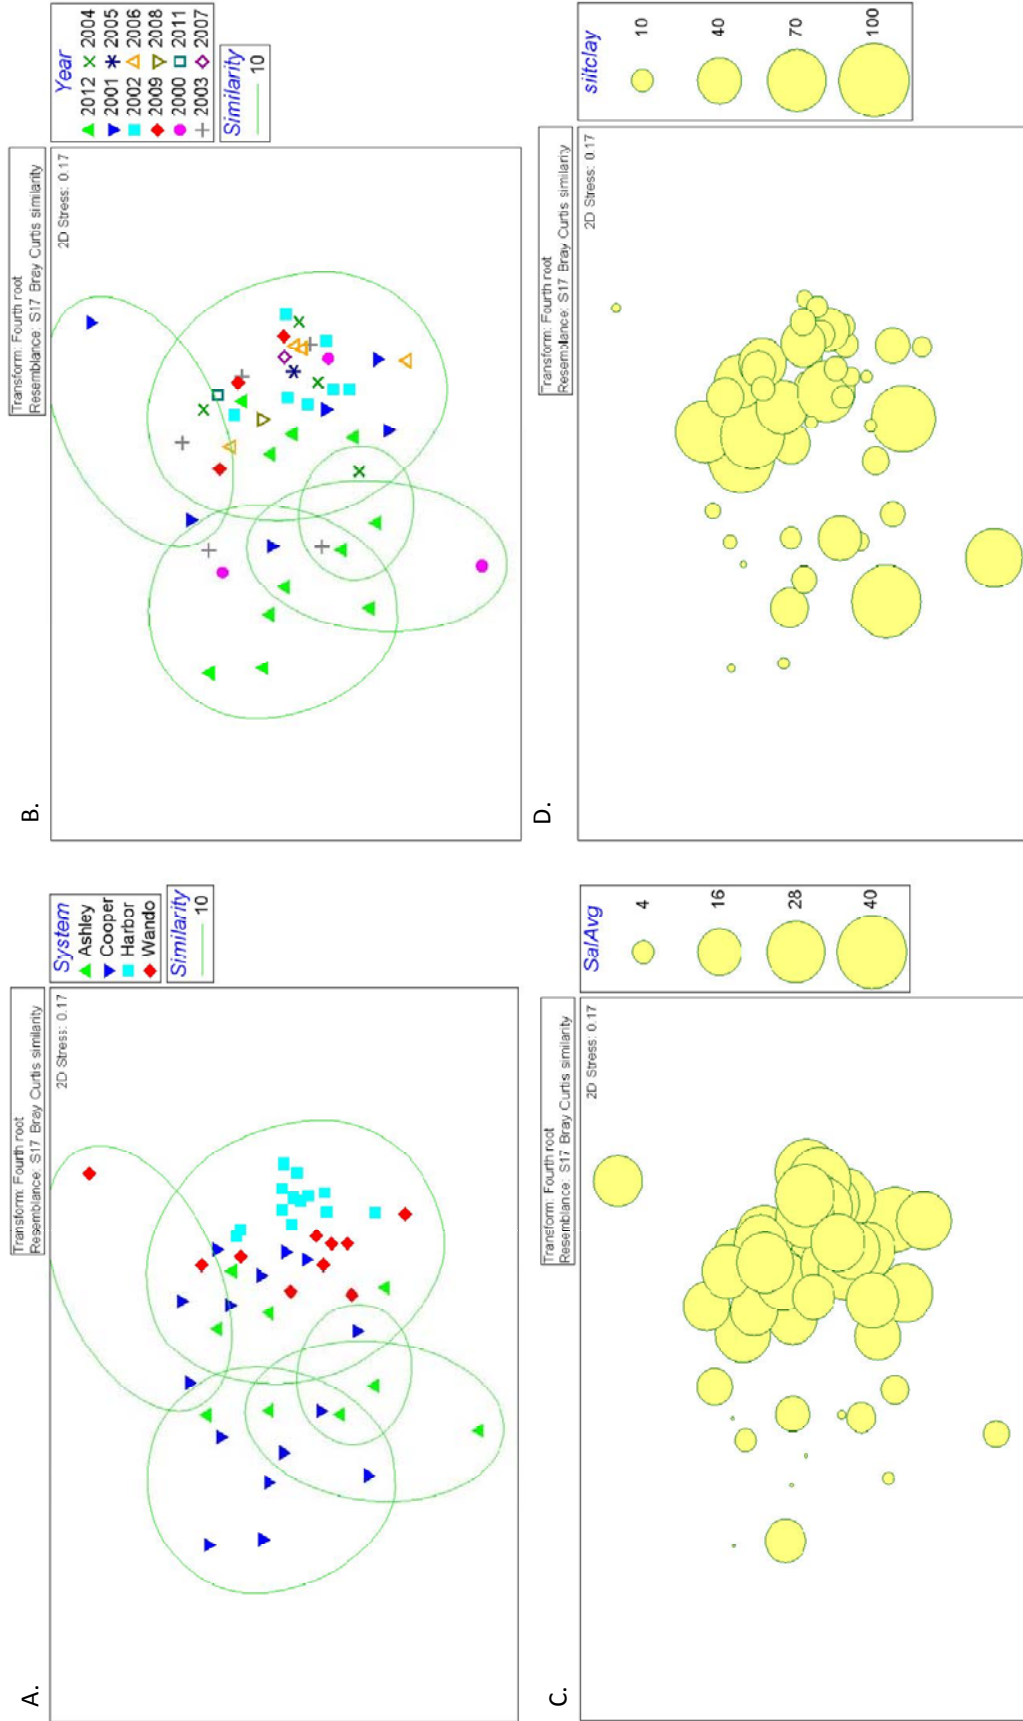 A.
Transform: Fourth root
Resemblance: S17 Bray Curtis similarity
2D Stress: 0.17
System
Ashley
Cooper
Harbor
Wando
Similarity
10
B.
Transform: Fourth root
Resemblance: S17 Bray Curtis similarity
2D Stress: 0.17
Year
2012 2004
2001 2005
2002 2006
2009 2008
2000 2011
2003 2007
Similarity
10
C.
Transform: Fourth root
Resemblance: S17 Bray Curtis similarity
2D Stress: 0.17
SalAvg
4
16
28
40
D.
Transform: Fourth root
Resemblance: S17 Bray Curtis similarity
2D Stress: 0.17
siltclay
10
40
70
100